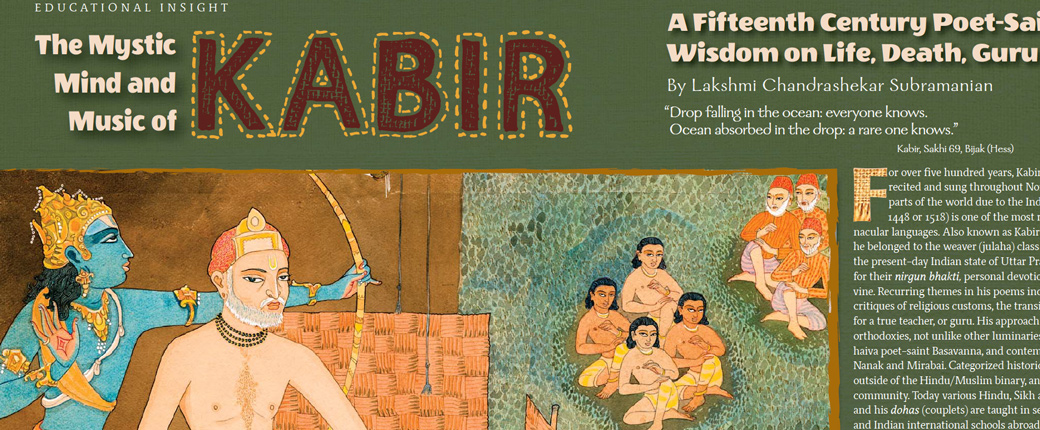 EDUCATIONAL INSIGHT
The Mystic
Mind and
Music of
KABIR
A Fifteenth Century Poet-Sai
Wisdom on Life, Death, Guru
By Lakshmi Chandrashekar Subramanian
“Drop falling in the ocean: everyone knows.
Ocean absorbed in the drop: a rare one knows.”
Kabir, Sakhi 69, Bijak (Hess)
For over five hundred years, Kabir
recited and sung throughout No
parts of the world due to the Ind
1448 or 1518) is one of the most r
nacular languages. Also known as Kabir
he belonged to the weaver (julaha) class
the present-day Indian state of Uttar Pra
for their nirgun bhakti, personal devotio
vine. Recurring themes in his poems inc
critiques of religious customs, the transi
for a true teacher, or guru. His approach
orthodoxies, not unlike other luminaries
haiva poet-saint Basavanna, and contem
Nanak and Mirabai. Categorized historic
outside of the Hindu/Muslim binary, an
community. Today various Hindu, Sikh a
and his dohas (couplets) are taught in se
and Indian international schools abroad